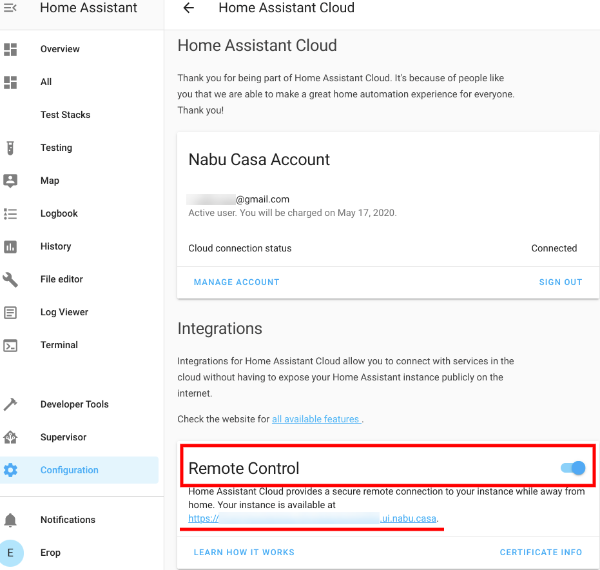 Home Assistant
Overview
All
Test Stacks
Testing
Map
Logbook
History
File editor
Log Viewer
Terminal
Developer Tools
Supervisor
Configuration
Notifications
E
Erop
Home Assistant Cloud
Home Assistant Cloud
Thank you for being part of Home Assistant Cloud. It's because of people like
you that we are able to make a great home automation experience for everyone.
Thank you!
Nabu Casa Account
@gmail.com
Active user. You will be charged on May 17, 2020.
Cloud connection status Connected
MANAGE ACCOUNT SIGN OUT
Integrations
Integrations for Home Assistant Cloud allow you to connect with services in the
cloud without having to expose your Home Assistant instance publicly on the
internet.
Check the website for all available features .
Remote Control
Home Assistant Cloud provides a secure remote connection to your instance while away from
home. Your instance is available at
https:// .ui.nabu.casa.
LEARN HOW IT WORKS CERTIFICATE INFO